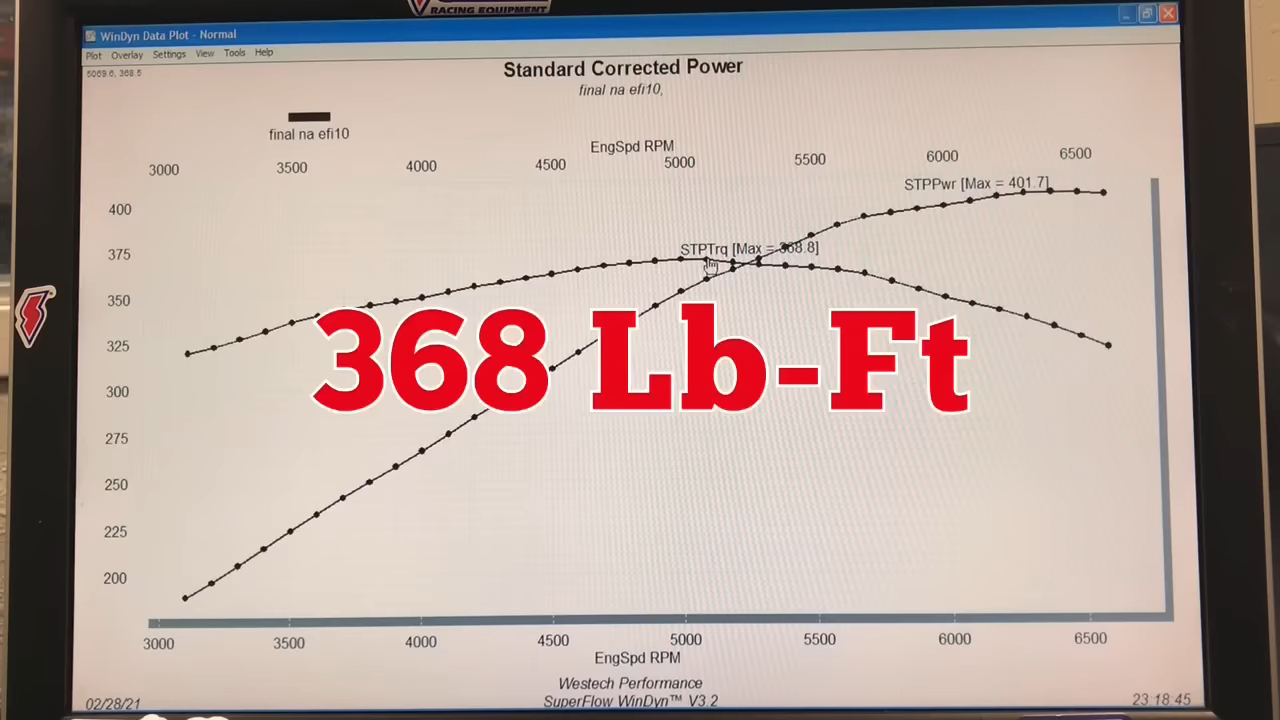 RACING EQUIPMENT
WinDyn Data Plot - Normal
Plot Overlay Settings View Tools Help
5069.6, 368.5
Standard Corrected Power
final na efi10,
final na efi10
EngSpd RPM
3000 3500 4000 4500 5000 5500 6000 6500
STPPwr [Max = 401.7]
STPTrq [Max = 368.8]
400
375
350
325
300
275
250
225
200
368 Lb-Ft
3000 3500 4000 4500 5000 5500 6000 6500
EngSpd RPM
Westech Performance
SuperFlow WinDyn™ V3.2
02/28/21
23:18:45